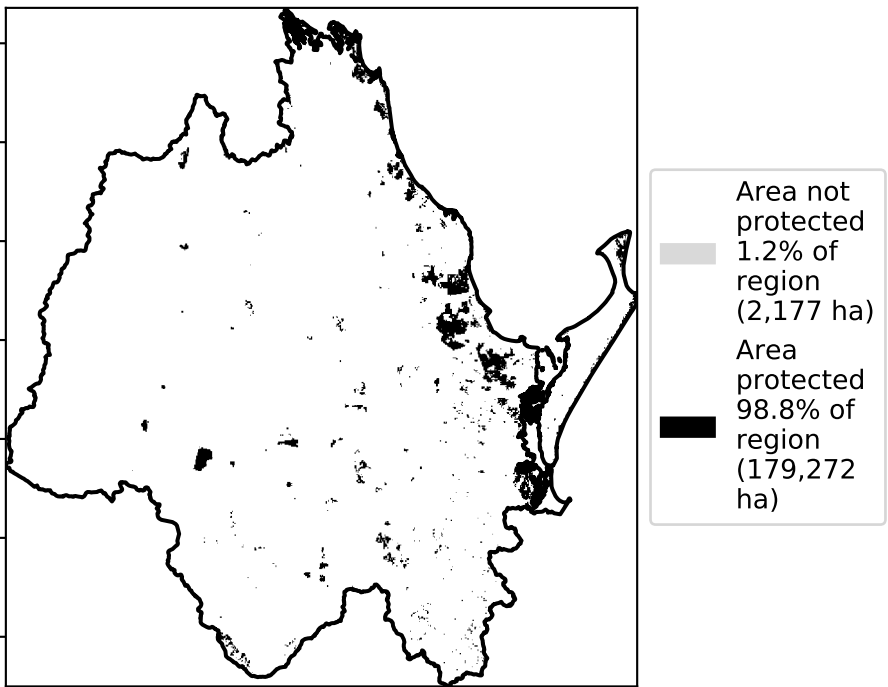 Area not
protected
1.2% of
region
(2,177 ha)
Area
protected
98.8% of
region
(179,272
ha)